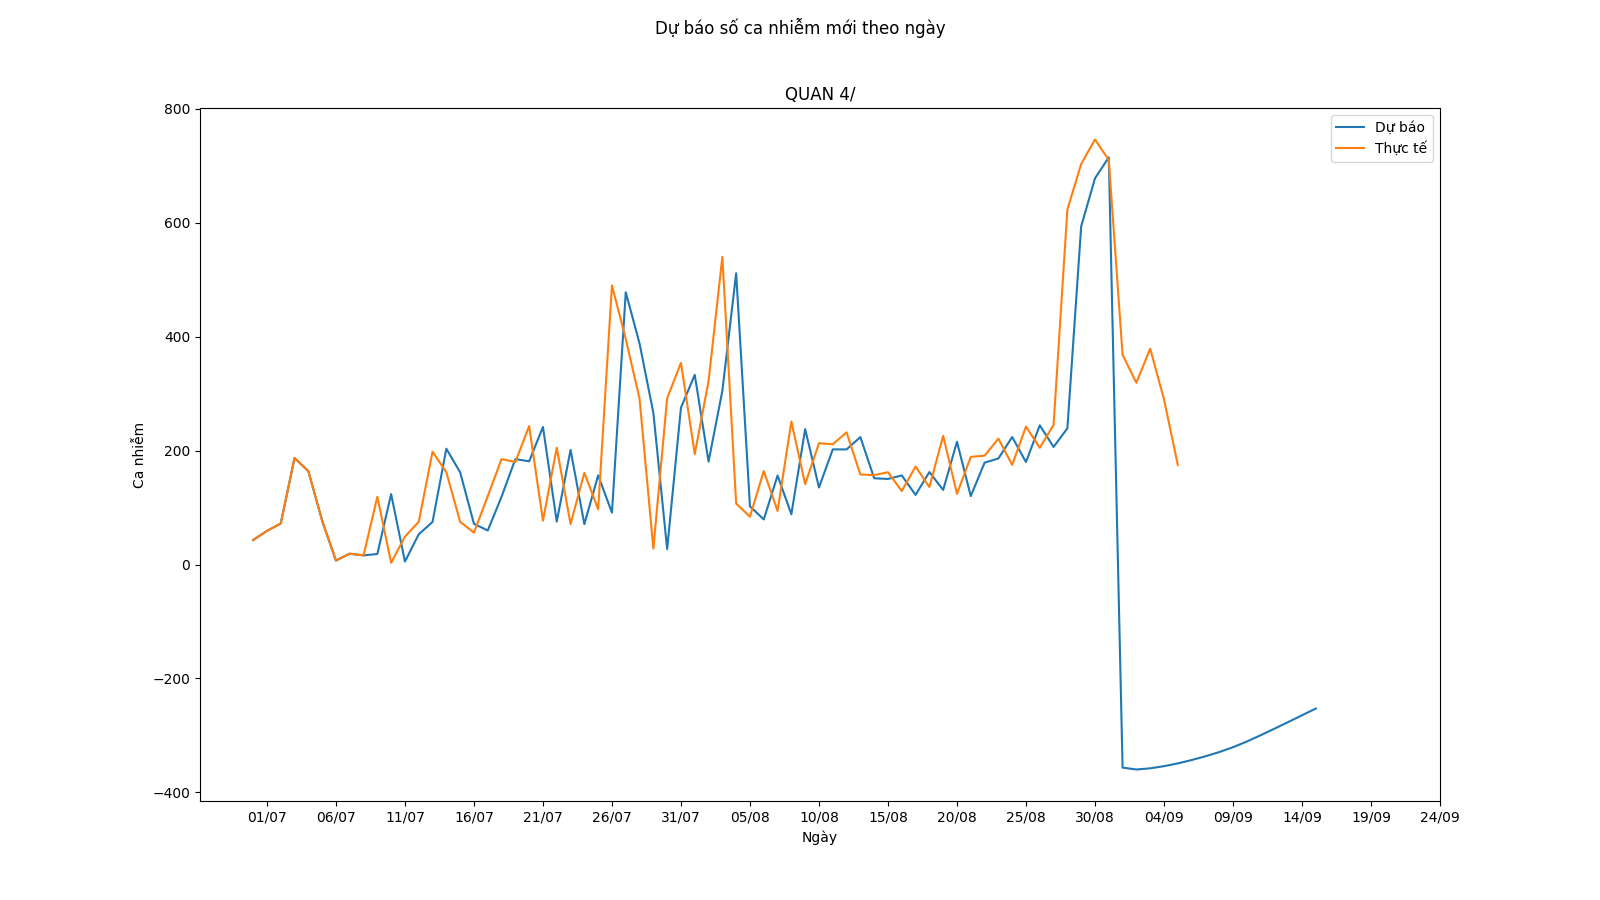 Dự báo số ca nhiễm mới theo ngày
QUAN 4/
Dự báo
Thực tế
Ca nhiễm
800
600
400
200
0
−200
−400
01/07 06/07 11/07 16/07 21/07 26/07 31/07 05/08 10/08 15/08 20/08 25/08 30/08 04/09 09/09 14/09 19/09 24/09
Ngày